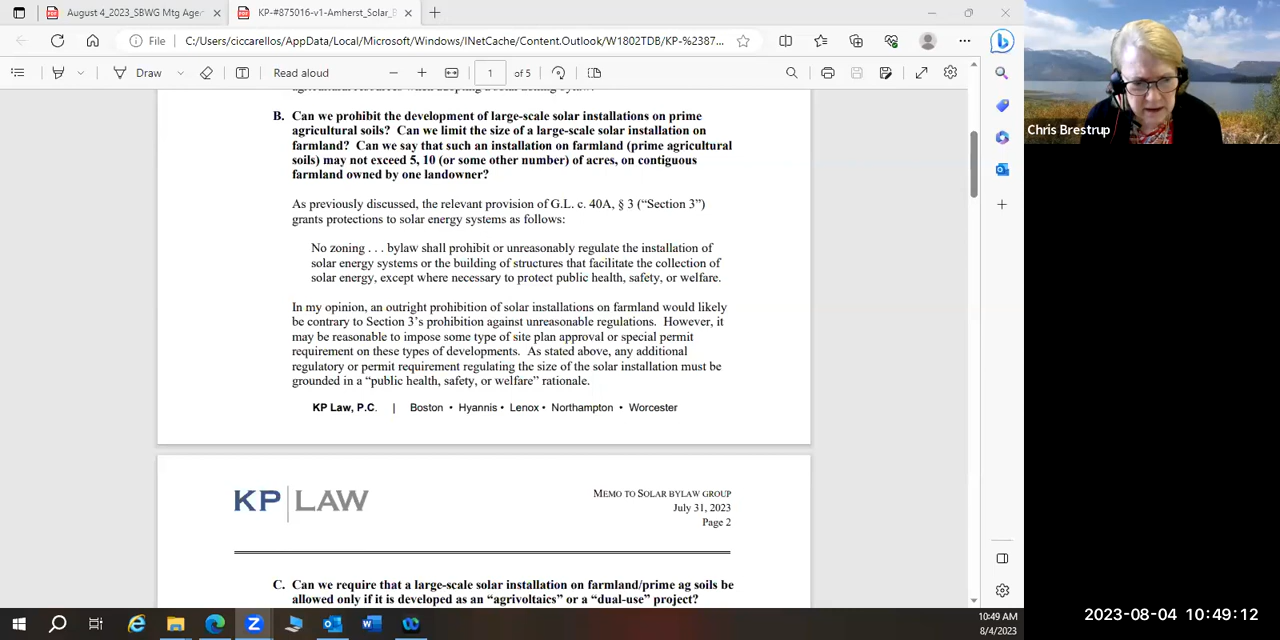 August 4_2023_SBWG Mtg Age
KP-#875016-v1-Amherst_Solar_B
File
C:/Users/ciccarellos/AppData/Local/Microsoft/Windows/INetCache/Content.Outlook/W1802TDB/KP-%2387...
Draw
Read aloud
1 of 5
agricultural resources when adopting a solar zoning bylaw.
B. Can we prohibit the development of large-scale solar installations on prime
agricultural soils? Can we limit the size of a large-scale solar installation on
farmland? Can we say that such an installation on farmland (prime agricultural
soils) may not exceed 5, 10 (or some other number) of acres, on contiguous
farmland owned by one landowner?
As previously discussed, the relevant provision of G.L. c. 40A, § 3 (“Section 3”)
grants protections to solar energy systems as follows:
No zoning . . . bylaw shall prohibit or unreasonably regulate the installation of
solar energy systems or the building of structures that facilitate the collection of
solar energy, except where necessary to protect public health, safety, or welfare.
In my opinion, an outright prohibition of solar installations on farmland would likely
be contrary to Section 3’s prohibition against unreasonable regulations. However, it
may be reasonable to impose some type of site plan approval or special permit
requirement on these types of developments. As stated above, any additional
regulatory or permit requirement regulating the size of the solar installation must be
grounded in a “public health, safety, or welfare” rationale.
KP Law, P.C. | Boston • Hyannis • Lenox • Northampton • Worcester
KP LAW
MEMO TO SOLAR BYLAW GROUP
July 31, 2023
Page 2
C. Can we require that a large-scale solar installation on farmland/prime ag soils be
allowed only if it is developed as an “agrivoltaics” or a “dual-use” project?
Chris Brestrup
10:49 AM
8/4/2023
2023-08-04 10:49:12